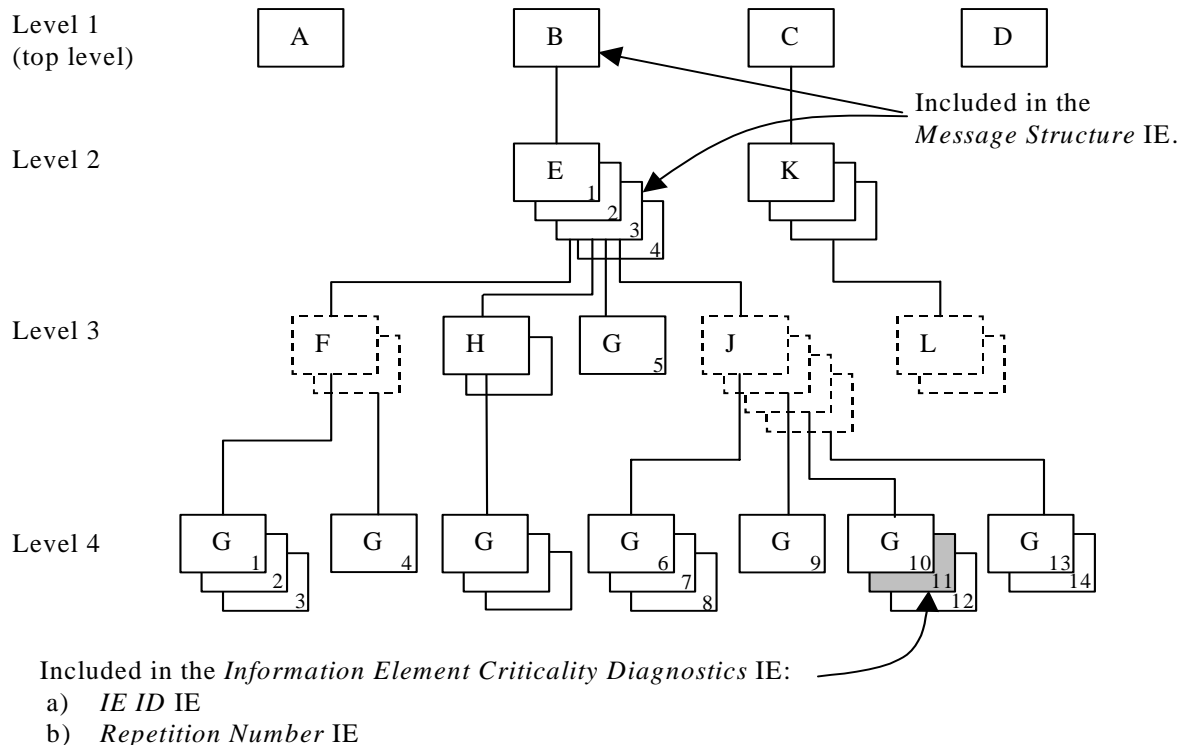 Level 1
(top level)
A
B
C
D
Included in the
Message Structure IE.
Level 2
E
1
2
3
4
K
Level 3
F
H
G
5
J
L
Level 4
G
1
2
3
G
4
G
G
6
7
8
G
9
G
10
11
12
G
13
14
Included in the Information Element Criticality Diagnostics IE:
a) IE ID IE
b) Repetition Number IE